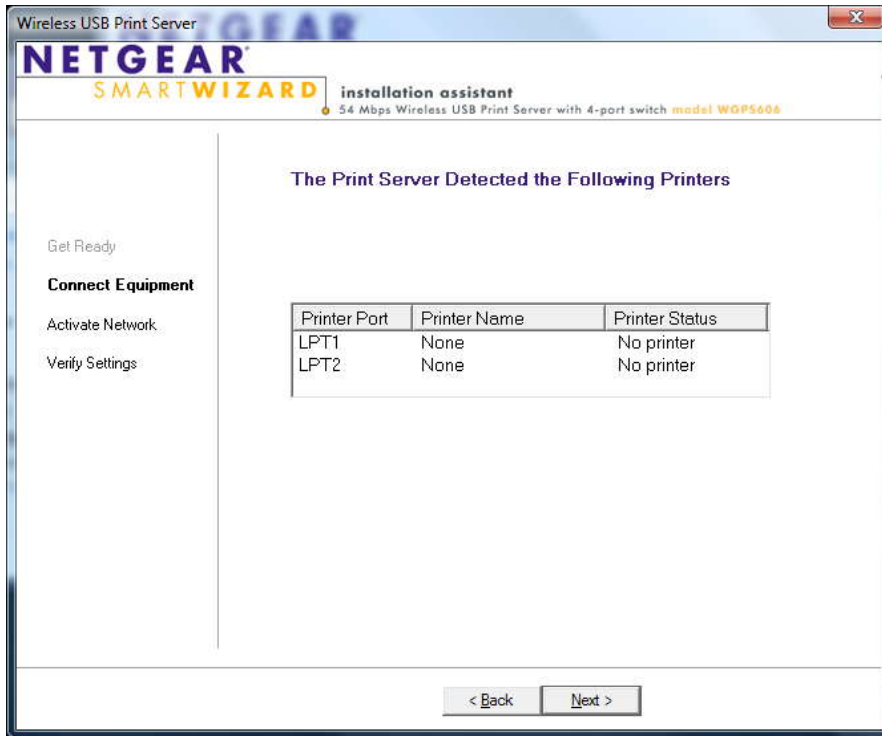 Wireless USB Print Server
NETGEAR
NETGEAR
SMARTWIZARD
installation assistant
54 Mbps Wireless USB Print Server with 4-port switch model WGPS606
The Print Server Detected the Following Printers
Get Ready
Connect Equipment
Activate Network
Verify Settings
Printer Port Printer Name Printer Status
LPT1 None No printer
LPT2 None No printer
< Back Next >